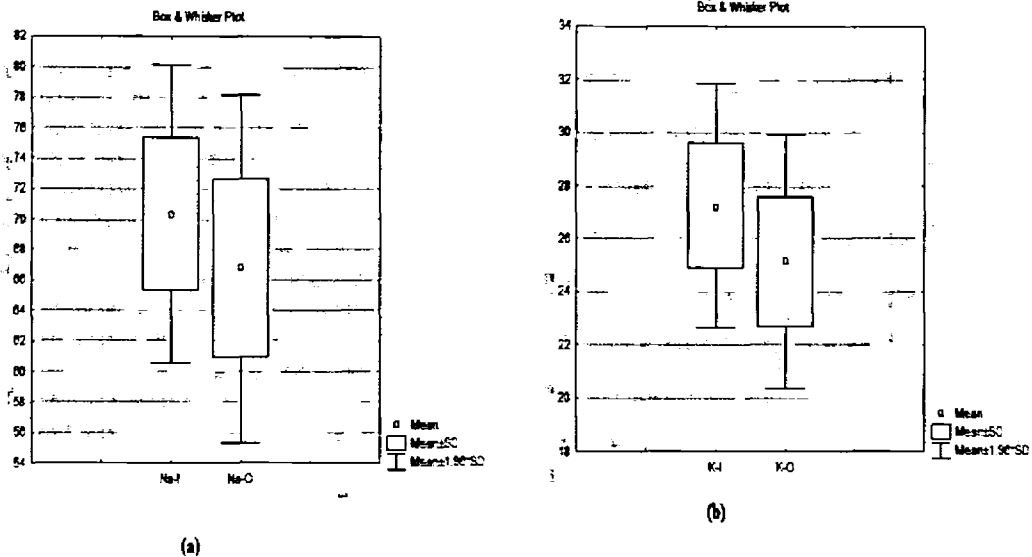 Box & Whisker Plot
82
80
78
76
74
72
70
68
66
64
62
60
58
56
54
Na-I
Na-O
Mean
Mean±SD
Mean±1.96*SD
(a)
Box & Whisker Plot
34
32
30
28
26
24
22
20
18
K-I
K-O
Mean
Mean±SD
Mean±1.96*SD
(b)